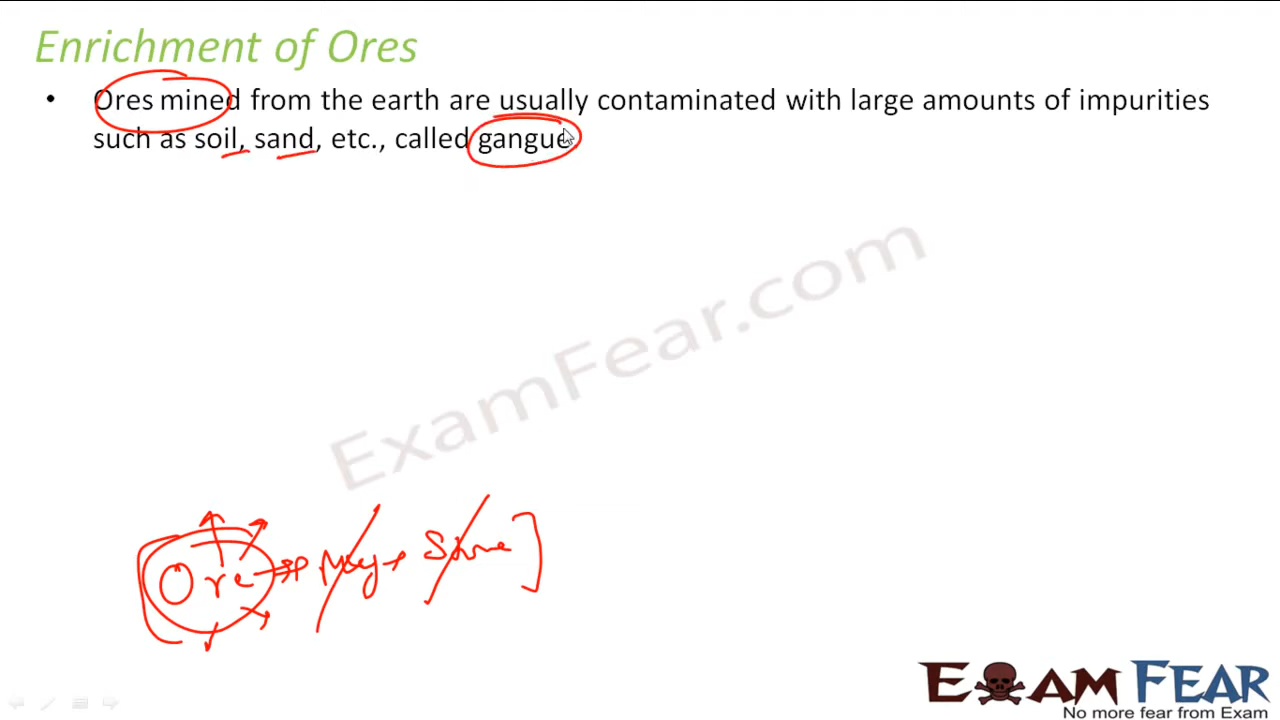 Enrichment of Ores
• Ores mined from the earth are usually contaminated with large amounts of impurities
such as soil, sand, etc., called gangue
ExamFear.com
Ore
EXAM FEAR
No more fear from Exam